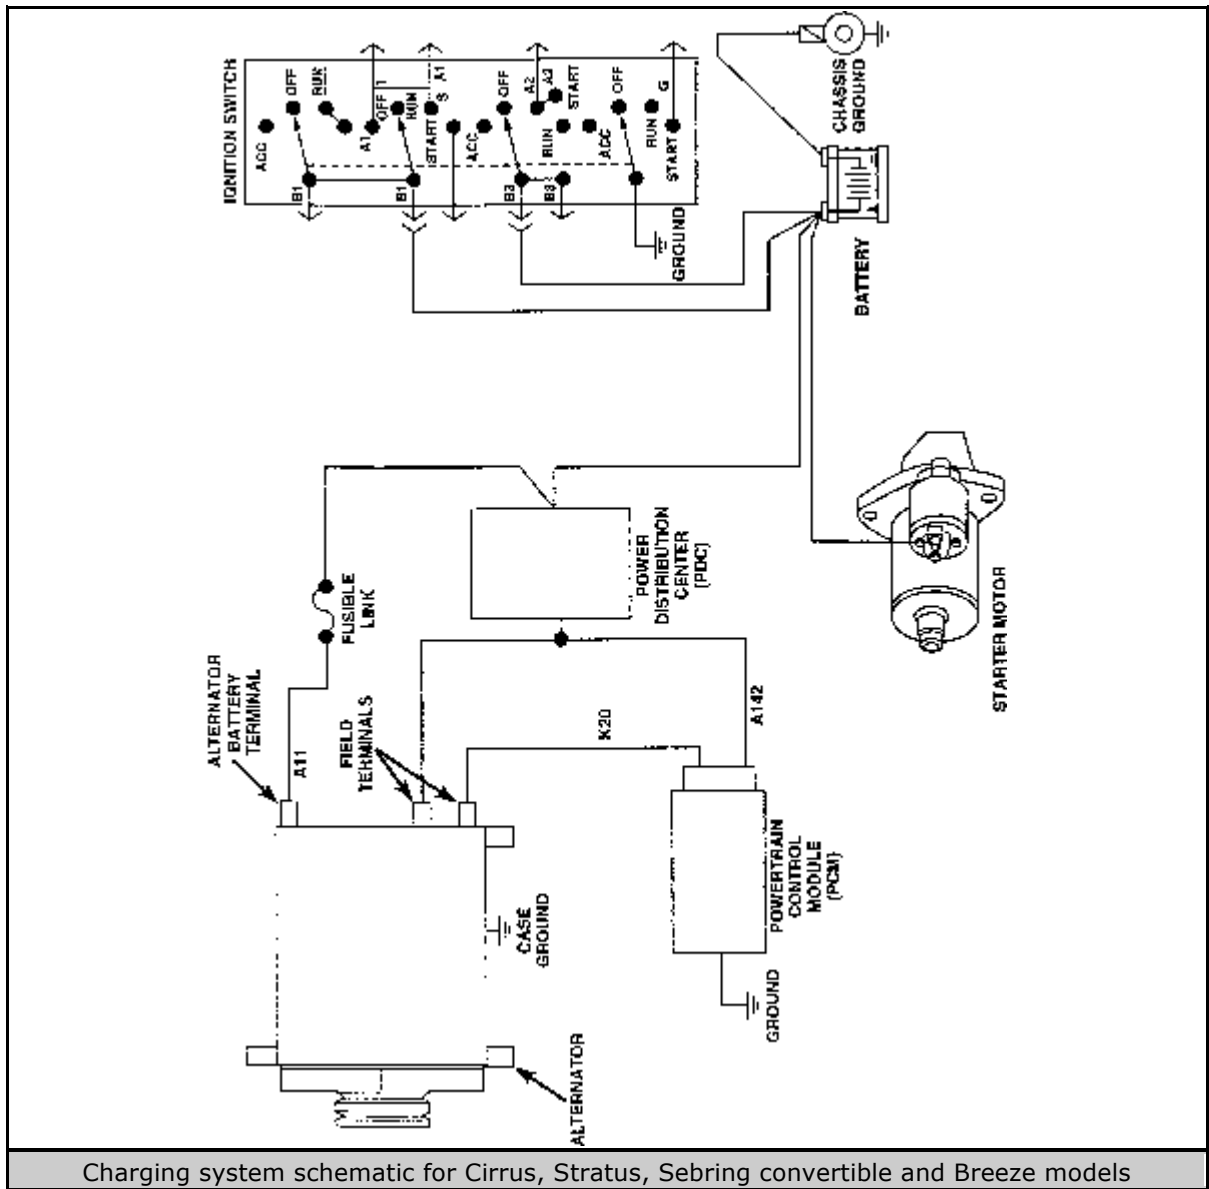 IGNITION SWITCH
ACC
OFF
RUN
A1
OFF
1
RUN
START
A1
S
ACC
OFF
A2
A3
START
RUN
ACC
OFF
RUN
G
START
B1
B1
B3
GROUND
CHASSIS
GROUND
BATTERY
FUSIBLE
LINK
POWER
DISTRIBUTION
CENTER
(PDC)
STARTER MOTOR
ALTERNATOR
BATTERY
TERMINAL
A11
FIELD
TERMINALS
K20
A142
CASE
GROUND
POWERTRAIN
CONTROL
MODULE
(PCM)
GROUND
ALTERNATOR
Charging system schematic for Cirrus, Stratus, Sebring convertible and Breeze models